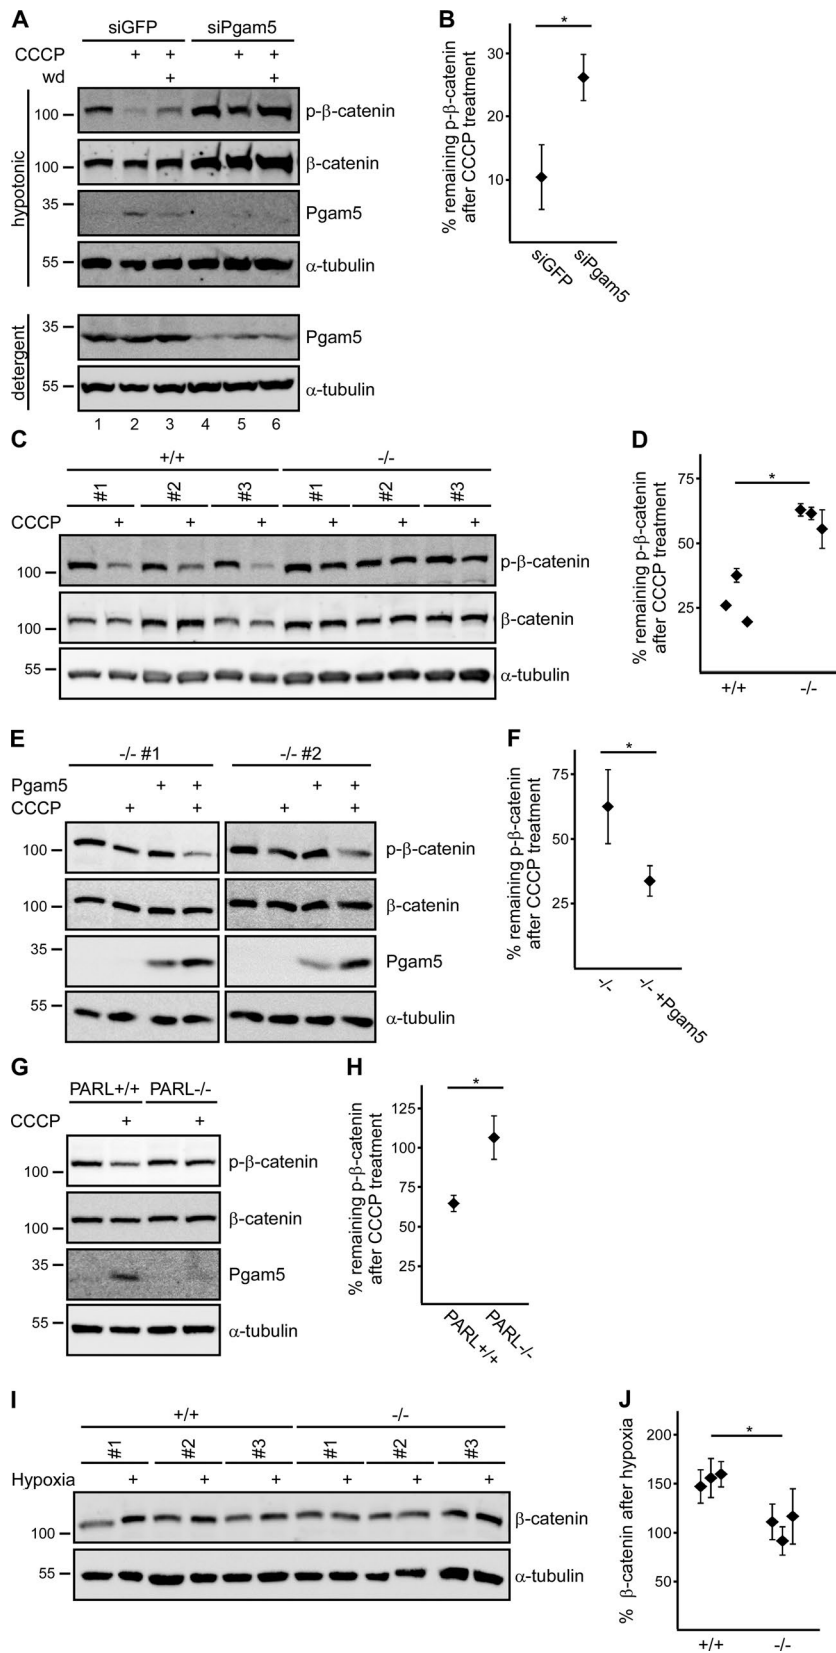 A
siGFP siPgam5
CCCP + + + +
wd + +
hypotonic
100 p-β-catenin
100 β-catenin
35 Pgam5
55 α-tubulin
detergent
35 Pgam5
55 α-tubulin
1 2 3 4 5 6
B
*
% remaining p-β-catenin
after CCCP treatment
30
20
10
siGFP siPgam5
C
+/+ -/-
#1 #2 #3 #1 #2 #3
CCCP + + + + + +
100 p-β-catenin
100 β-catenin
55 α-tubulin
D
*
% remaining p-β-catenin
after CCCP treatment
75
50
25
+/+ -/-
E
-/- #1 -/- #2
Pgam5 + + + +
CCCP + + + +
100 p-β-catenin
100 β-catenin
35 Pgam5
55 α-tubulin
F
*
% remaining p-β-catenin
after CCCP treatment
75
50
25
-/- -/- +Pgam5
G
PARL+/+ PARL-/-
CCCP + +
100 p-β-catenin
100 β-catenin
35 Pgam5
55 α-tubulin
H
*
% remaining p-β-catenin
after CCCP treatment
125
100
75
50
25
PARL+/+ PARL-/-
I
+/+ -/-
#1 #2 #3 #1 #2 #3
Hypoxia + + + + + +
100 β-catenin
55 α-tubulin
J
*
% β-catenin after hypoxia
200
150
100
50
+/+ -/-